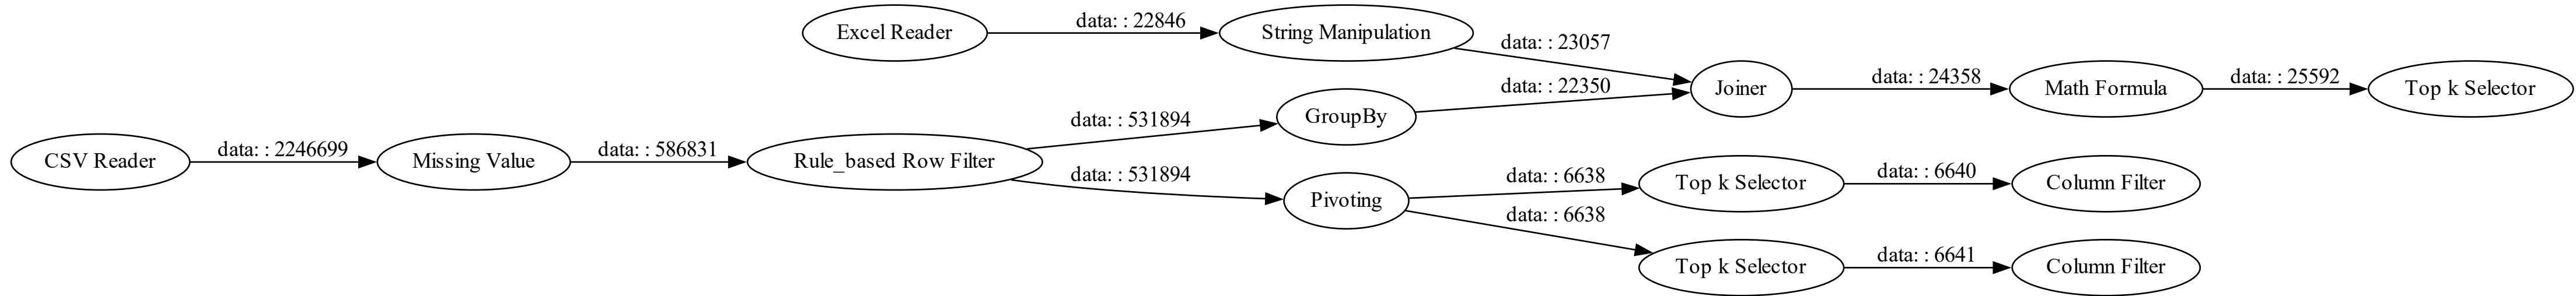 Excel Reader
data: : 22846
String Manipulation
data: : 23057
Joiner
data: : 24358
Math Formula
data: : 25592
Top k Selector
CSV Reader
data: : 2246699
Missing Value
data: : 586831
Rule_based Row Filter
data: : 531894
GroupBy
data: : 22350
data: : 531894
Pivoting
data: : 6638
Top k Selector
data: : 6640
Column Filter
data: : 6638
Top k Selector
data: : 6641
Column Filter